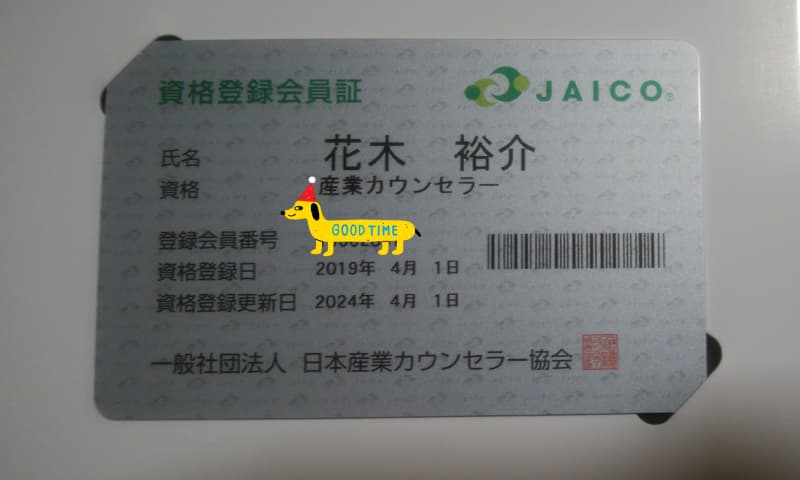 資格登録会員証
JAICO®
氏名 花木 裕介
資格 産業カウンセラー
GOOD TIME
登録会員番号
資格登録日 2019年 4月 1日
資格登録更新日 2024年 4月 1日
一般社団法人 日本産業カウンセラー協会